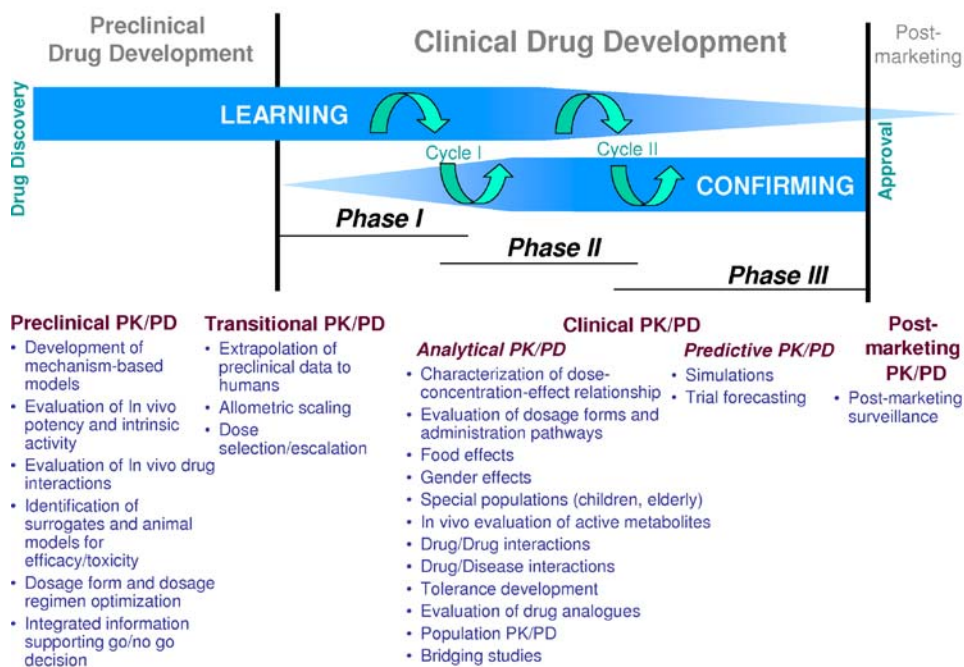 Preclinical
Drug Development
Clinical Drug Development
Post-
marketing
Drug Discovery
LEARNING
Cycle I
Cycle II
CONFIRMING
Approval
Phase I
Phase II
Phase III
Preclinical PK/PD
• Development of
mechanism-based
models
• Evaluation of In vivo
potency and intrinsic
activity
• Evaluation of In vivo drug
interactions
• Identification of
surrogates and animal
models for
efficacy/toxicity
• Dosage form and dosage
regimen optimization
• Integrated information
supporting go/no go
decision
Transitional PK/PD
• Extrapolation of
preclinical data to
humans
• Allometric scaling
• Dose
selection/escalation
Clinical PK/PD
Analytical PK/PD
• Characterization of dose-
concentration-effect relationship
• Evaluation of dosage forms and
administration pathways
• Food effects
• Gender effects
• Special populations (children, elderly)
• In vivo evaluation of active metabolites
• Drug/Drug interactions
• Drug/Disease interactions
• Tolerance development
• Evaluation of drug analogues
• Population PK/PD
• Bridging studies
Predictive PK/PD
• Simulations
• Trial forecasting
Post-
marketing
PK/PD
• Post-marketing
surveillance